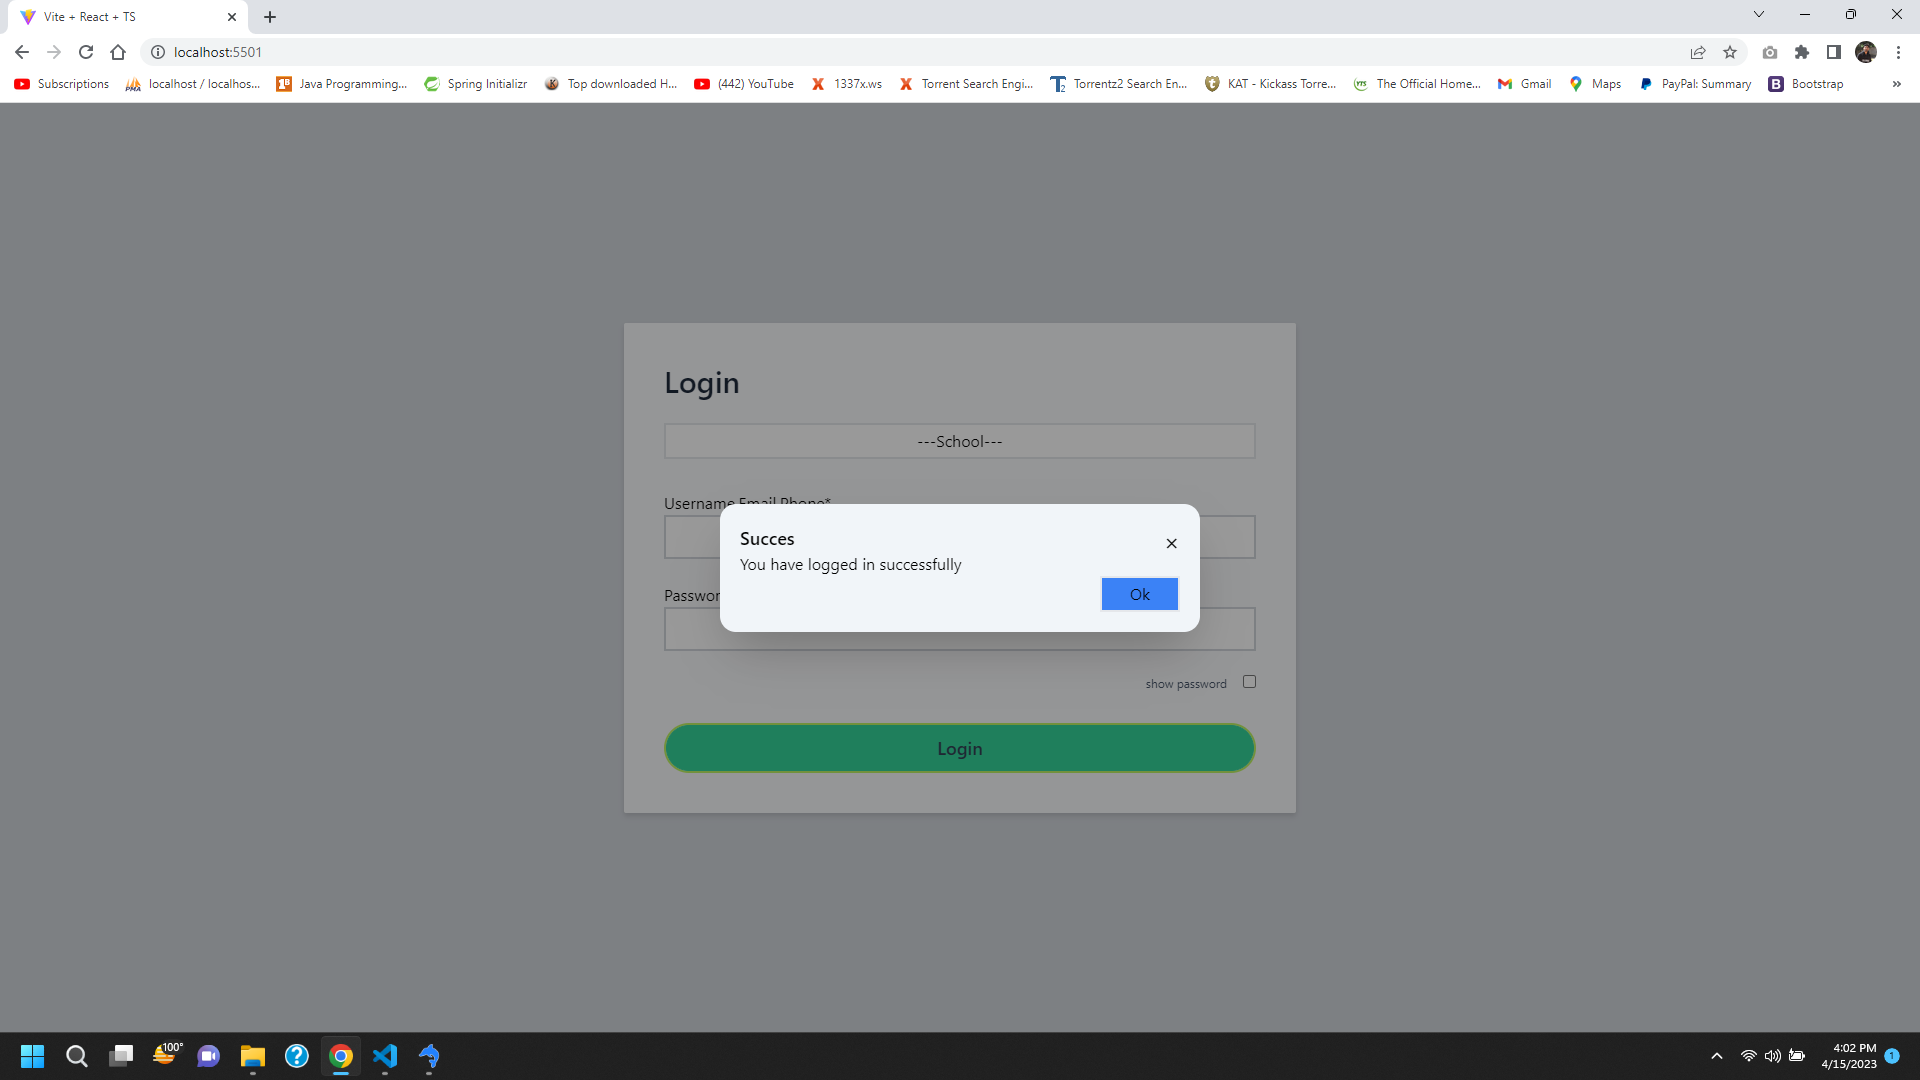 Vite + React + TS
localhost:5501
Subscriptions
localhost / localhos...
Java Programming...
Spring Initializr
Top downloaded H...
(442) YouTube
1337x.ws
Torrent Search Engi...
Torrentz2 Search En...
KAT - Kickass Torre...
The Official Home...
Gmail
Maps
PayPal: Summary
Bootstrap
Login
---School---
Username Email Phone*
Succes
You have logged in successfully
Ok
show password
Login
100°
4:02 PM
4/15/2023
1